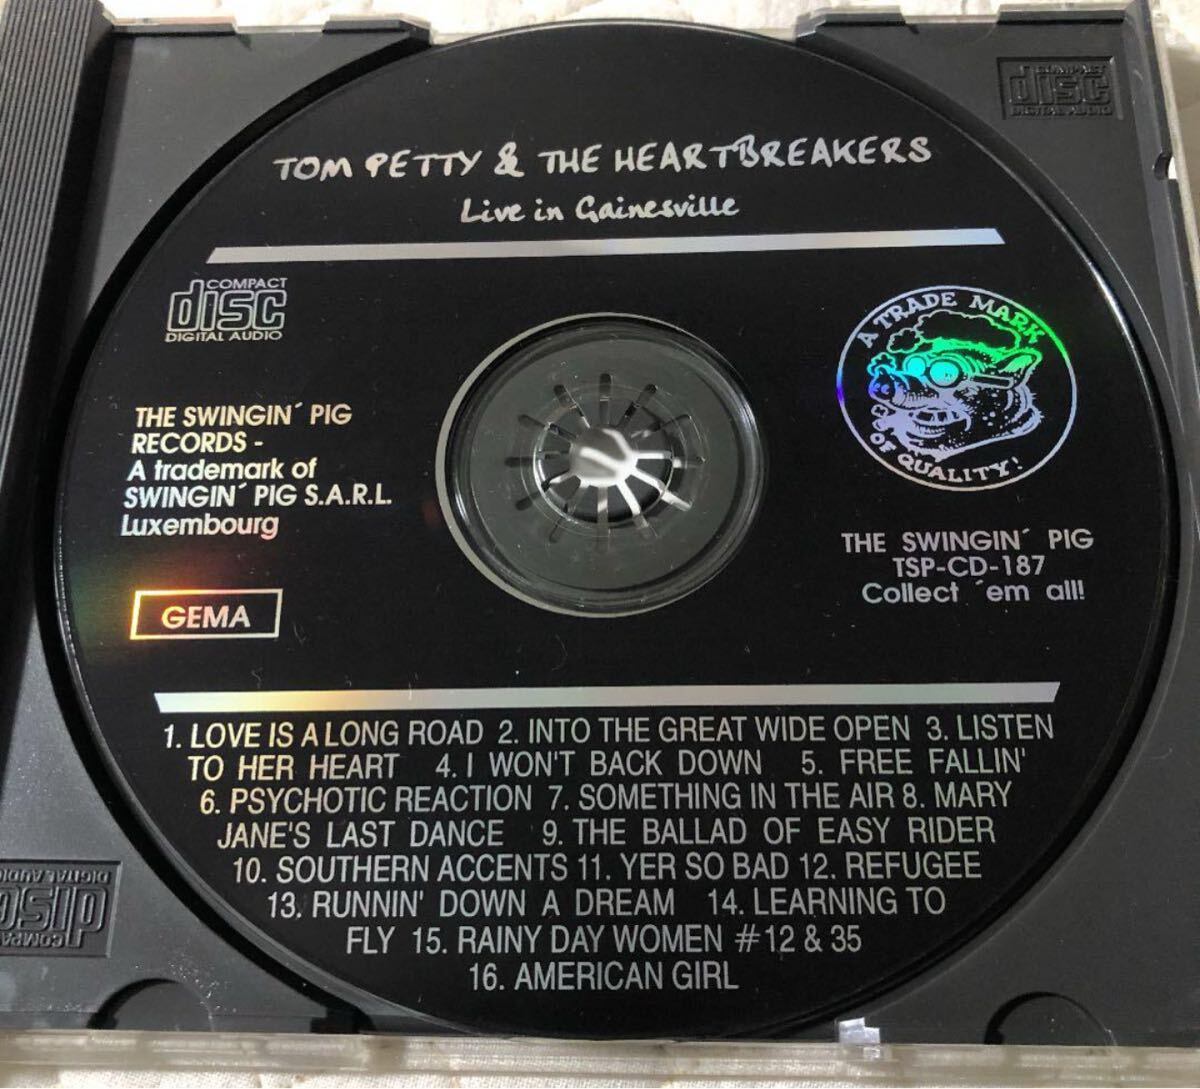 TOM PETTY & THE HEARTBREAKERS
Live in Gainesville
COMPACT
disc
DIGITAL AUDIO
COMPACT
disc
DIGITAL AUDIO
A TRADE MARK
OF QUALITY!
THE SWINGIN´ PIG
RECORDS -
A trademark of
SWINGIN´ PIG S.A.R.L.
Luxembourg
GEMA
THE SWINGIN´ PIG
TSP-CD-187
Collect ´em all!
1. LOVE IS A LONG ROAD 2. INTO THE GREAT WIDE OPEN 3. LISTEN
TO HER HEART 4. I WON'T BACK DOWN 5. FREE FALLIN'
6. PSYCHOTIC REACTION 7. SOMETHING IN THE AIR 8. MARY
JANE'S LAST DANCE 9. THE BALLAD OF EASY RIDER
10. SOUTHERN ACCENTS 11. YER SO BAD 12. REFUGEE
13. RUNNIN' DOWN A DREAM 14. LEARNING TO
FLY 15. RAINY DAY WOMEN #12 & 35
16. AMERICAN GIRL
COMPA
disc
DIGITAL AUDIO